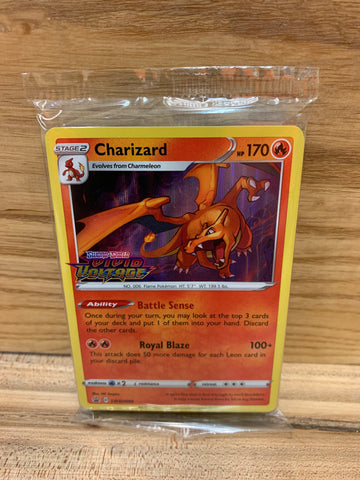 STAGE 2
Charizard
HP 170
Evolves from Charmeleon
VIVID
VOLTAGE
NO. 006 Flame Pokémon HT: 5'7" WT: 199.5 lbs.
Ability Battle Sense
Once during your turn, you may look at the top 3 cards
of your deck and put 1 of them into your hand. Discard
the other cards.
Royal Blaze 100+
This attack does 50 more damage for each Leon card in
your discard pile.
weakness ×2 resistance retreat